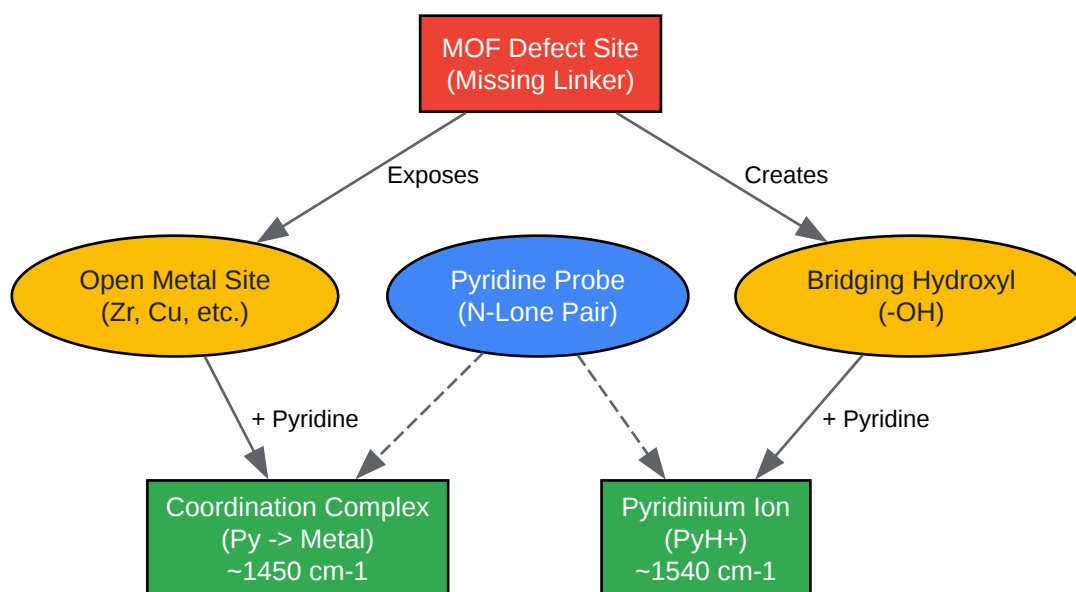 MOF Defect Site
(Missing Linker)
Exposes
Creates
Open Metal Site
(Zr, Cu, etc.)
Pyridine Probe
(N-Lone Pair)
Bridging Hydroxyl
(-OH)
+ Pyridine
+ Pyridine
Coordination Complex
(Py -> Metal)
~1450 cm-1
Pyridinium Ion
(PyH+)
~1540 cm-1